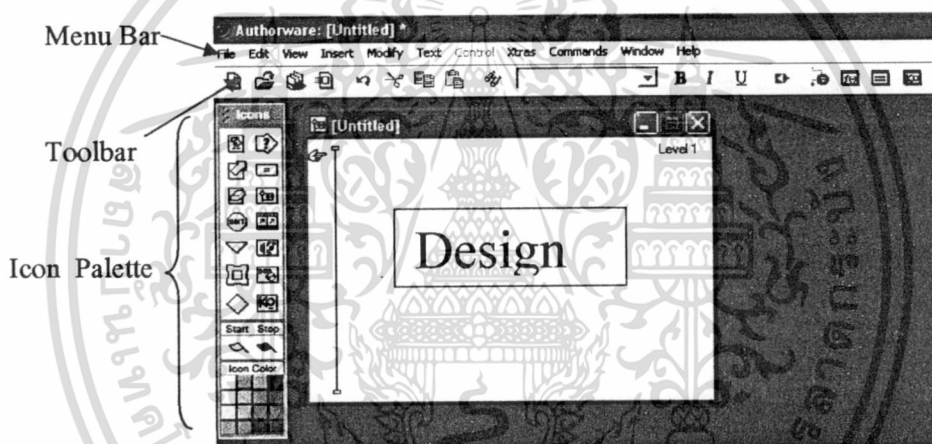 Menu Bar
Authorware: [Untitled] *
File Edit View Insert Modify Text Control Xtras Commands Window Help
B I U
Toolbar
Icons
[Untitled]
Level 1
Design
Icon Palette
Start Stop
Icon Color